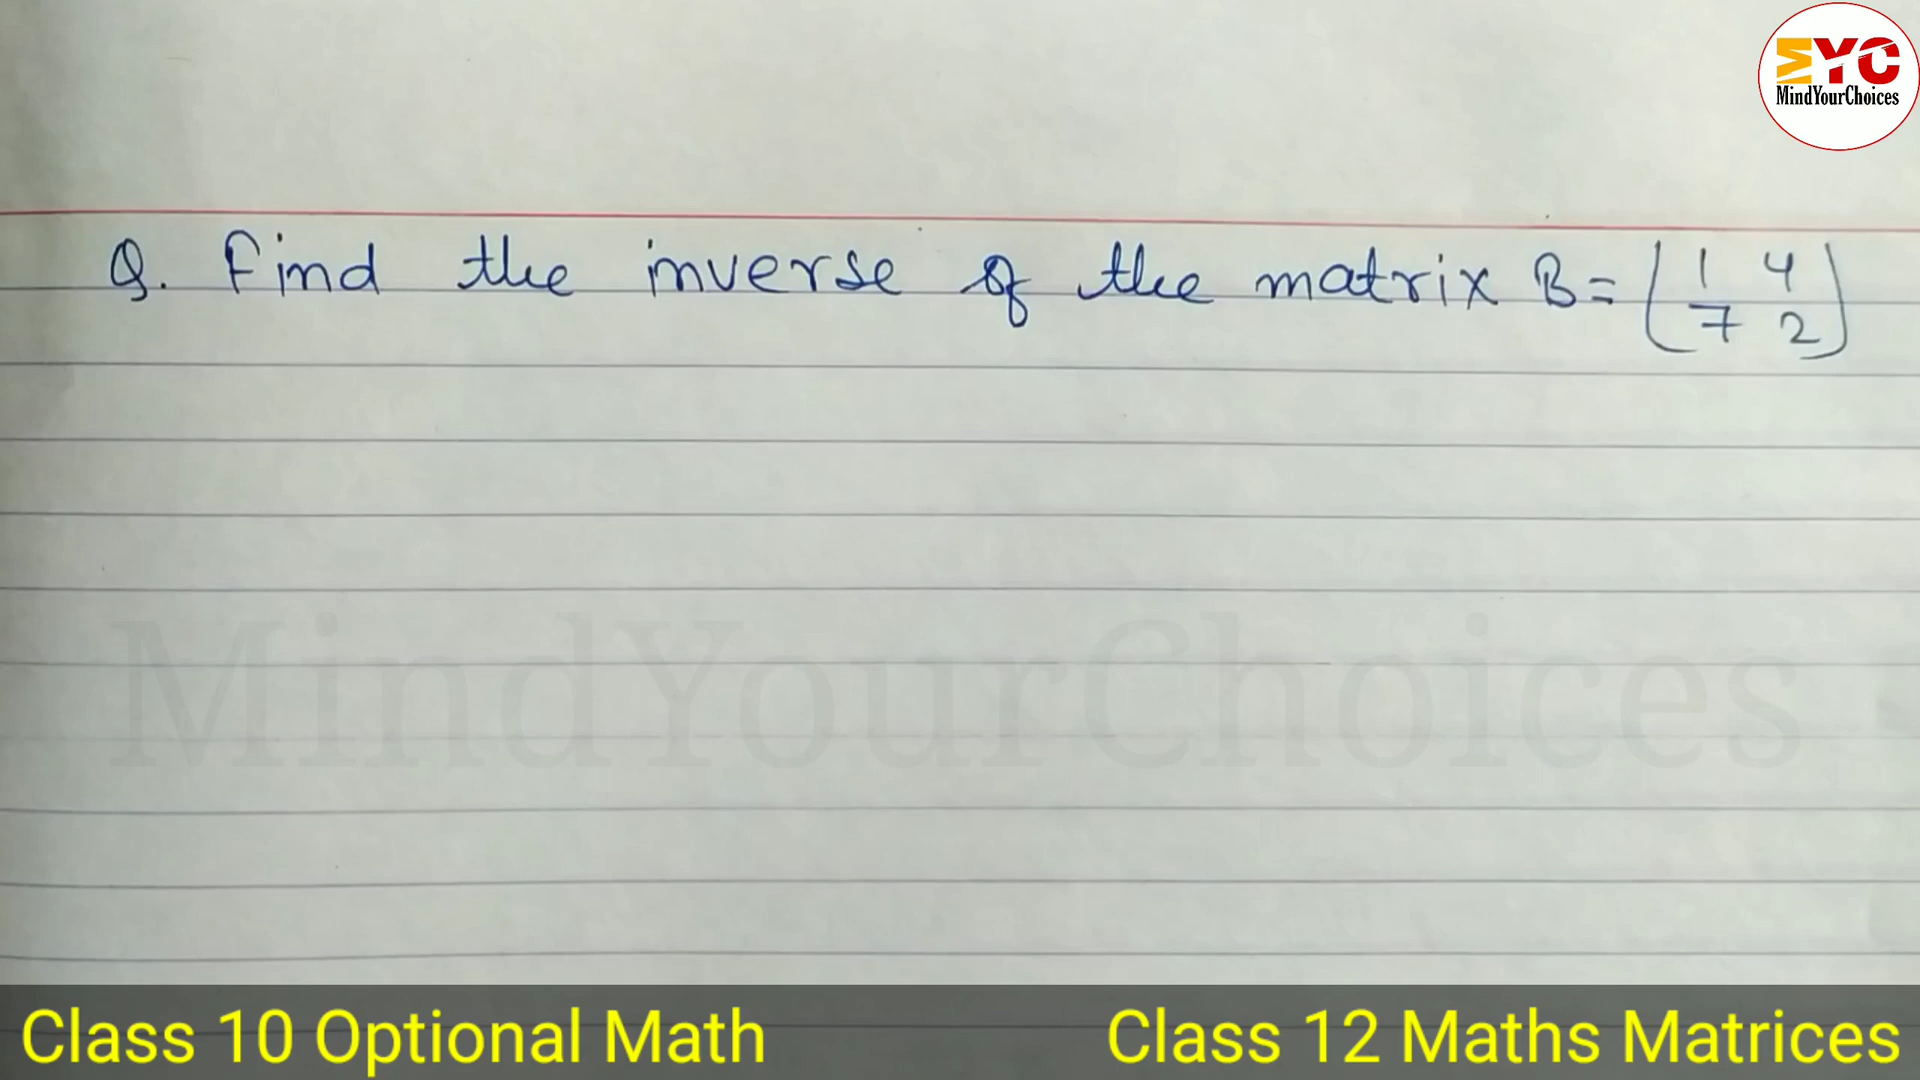 MYC
MindYourChoices
Q. Find the inverse of the matrix B = ( 1 4
7 2 )
MindYourChoices
Class 10 Optional Math
Class 12 Maths Matrices